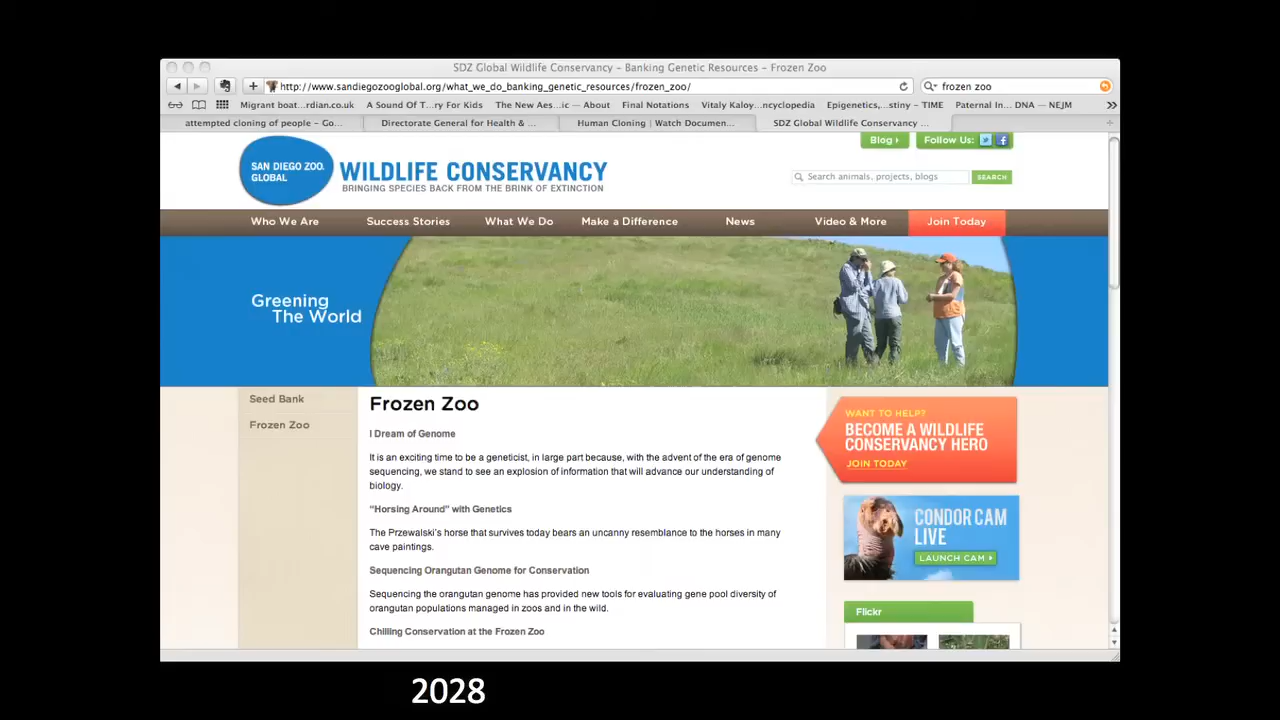 SDZ Global Wildlife Conservancy – Banking Genetic Resources – Frozen Zoo
http://www.sandiegozooglobal.org/what_we_do_banking_genetic_resources/frozen_zoo/
frozen zoo
Migrant boat...rdian.co.uk
A Sound Of T...ry For Kids
The New Aes...ic — About
Final Notations
Vitaly Kaloy...ncyclopedia
Epigenetics,...stiny – TIME
Paternal In... DNA — NEJM
attempted cloning of people – Go...
Directorate General for Health & ...
Human Cloning | Watch Documen...
SDZ Global Wildlife Conservancy ...
Blog
Follow Us:
SAN DIEGO ZOO
GLOBAL
WILDLIFE CONSERVANCY
BRINGING SPECIES BACK FROM THE BRINK OF EXTINCTION
Search animals, projects, blogs
SEARCH
Who We Are
Success Stories
What We Do
Make a Difference
News
Video & More
Join Today
Greening
The World
Seed Bank
Frozen Zoo
Frozen Zoo
I Dream of Genome
It is an exciting time to be a geneticist, in large part because, with the advent of the era of genome
sequencing, we stand to see an explosion of information that will advance our understanding of
biology.
“Horsing Around” with Genetics
The Przewalski's horse that survives today bears an uncanny resemblance to the horses in many
cave paintings.
Sequencing Orangutan Genome for Conservation
Sequencing the orangutan genome has provided new tools for evaluating gene pool diversity of
orangutan populations managed in zoos and in the wild.
Chilling Conservation at the Frozen Zoo
WANT TO HELP?
BECOME A WILDLIFE
CONSERVANCY HERO
JOIN TODAY
CONDOR CAM
LIVE
LAUNCH CAM
Flickr
2028